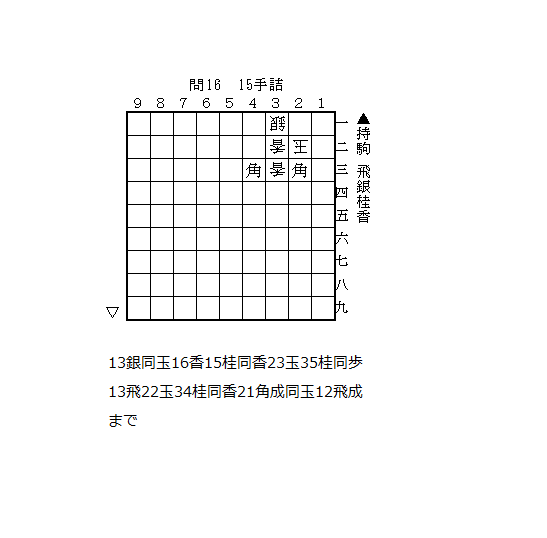 問16 15手詰
9 8 7 6 5 4 3 2 1
銀 一
香 王 二
角 香 角 三
四
五
六
七
八
九
▲持駒 飛銀桂香
▽
13銀同玉16香15桂同香23玉35桂同歩
13飛22玉34桂同香21角成同玉12飛成
まで